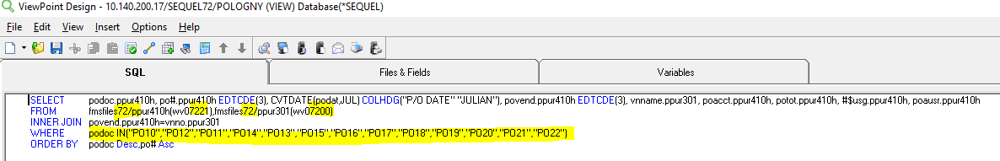 ViewPoint Design - 10.140.200.17/SEQUEL72/POLOGNY (VIEW) Database(*SEQUEL)
File Edit View Insert Options Help
SQL Files & Fields Variables
SELECT podoc.ppur410h, po#.ppur410h EDTCDE(3), CVTDATE(podat,JUL) COLHDG("P/O DATE" "JULIAN"), povend.ppur410h EDTCDE(3), vnname.ppur301, poacct.ppur410h, potot.ppur410h, #$usg.ppur410h, poausr.ppur410h
FROM fmsfiles72/ppur410h(wv07221),fmsfiles72/ppur301(wv07200)
INNER JOIN povend.ppur410h=vnno.ppur301
WHERE podoc IN("PO10","PO12","PO11","PO14","PO13","PO15","PO16","PO17","PO18","PO19","PO20","PO21","PO22")
ORDER BY podoc Desc,po# Asc